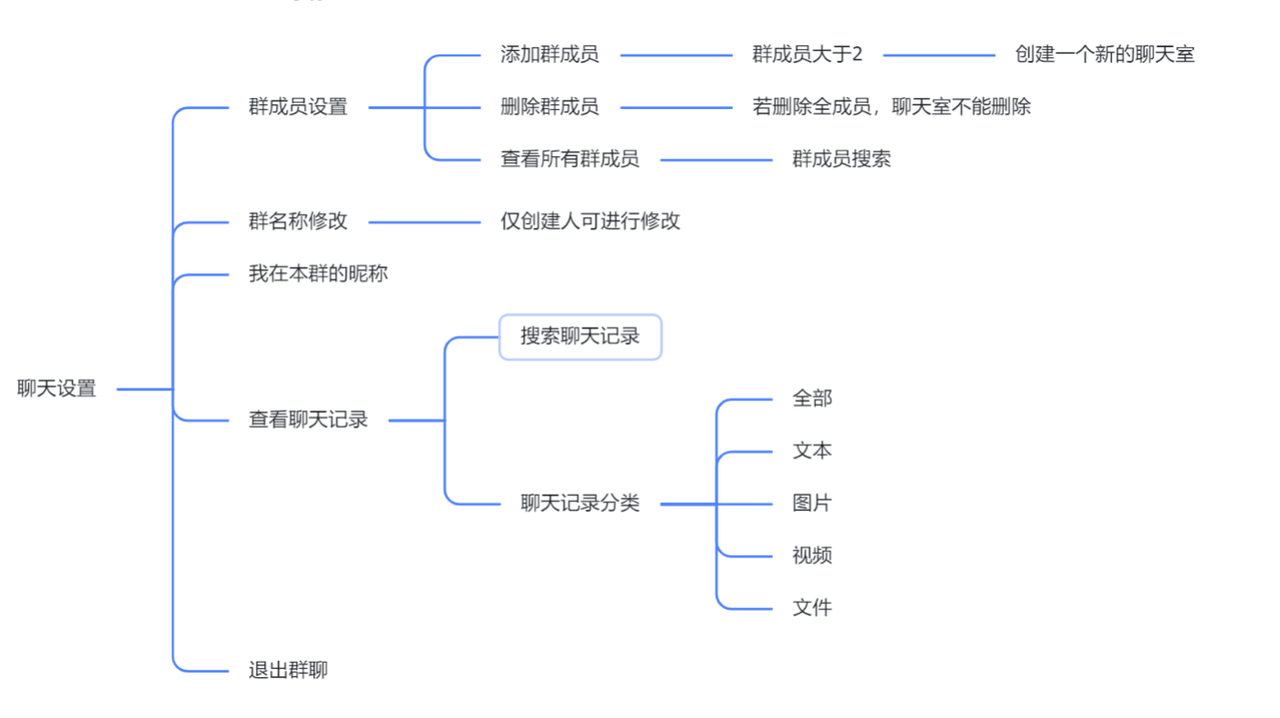 添加群成员 群成员大于2 创建一个新的聊天室
群成员设置 删除群成员 若删除全成员，聊天室不能删除
查看所有群成员 群成员搜索
群名称修改 仅创建人可进行修改
我在本群的昵称
搜索聊天记录
聊天设置
全部
查看聊天记录
文本
聊天记录分类 图片
视频
文件
退出群聊